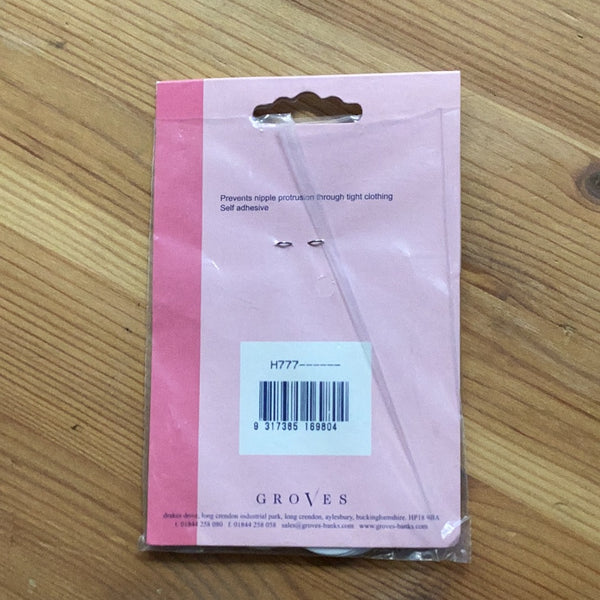 Prevents nipple protrusion through tight clothing
Self adhesive
H777------
9 317385 169804
GROVES
drakes drive, long crendon industrial park, long crendon, aylesbury, buckinghamshire, HP18 9BA
t. 01844 258 080 f. 01844 258 058 sales@groves-banks.com www.groves-banks.com